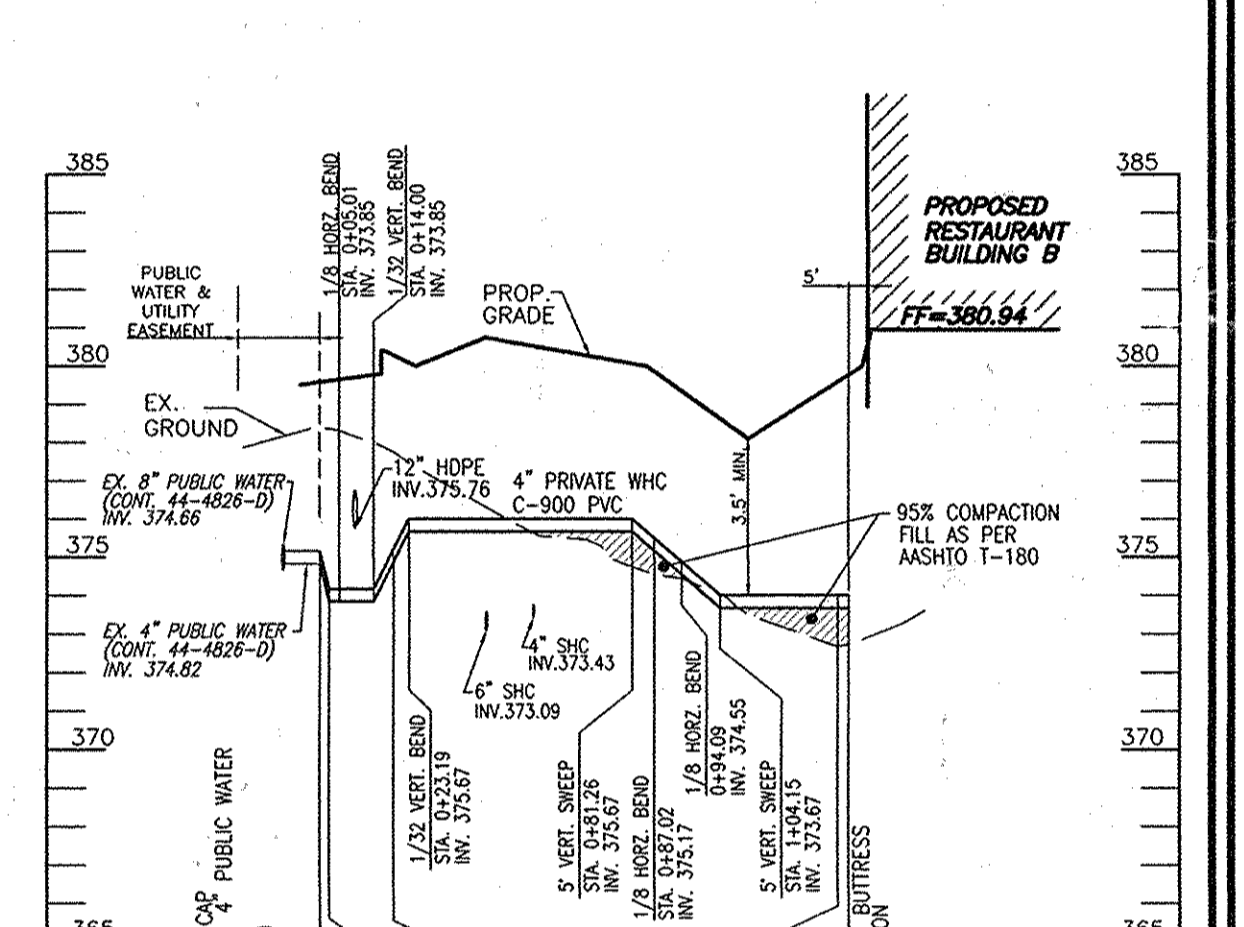 385
1/8 HORZ. BEND
STA. 0+05.01
INV. 373.85
1/32 VERT. BEND
STA. 0+14.00
INV. 373.85
385
PROPOSED
RESTAURANT
BUILDING B
PUBLIC
WATER &
UTILITY
EASEMENT
PROP.
GRADE
5'
FF=380.94
380
380
EX.
GROUND
12" HDPE
INV.375.76
4" PRIVATE WHC
C-900 PVC
3.5' MIN.
EX. 8" PUBLIC WATER
(CONT. 44-4826-D)
INV. 374.66
95% COMPACTION
FILL AS PER
AASHTO T-180
375
375
EX. 4" PUBLIC WATER
(CONT. 44-4826-D)
INV. 374.82
4" SHC
INV.373.43
6" SHC
INV.373.09
370
370
CAP
4" PUBLIC WATER
1/32 VERT. BEND
STA. 0+23.19
INV. 375.67
5' VERT. SWEEP
STA. 0+81.26
INV. 375.67
1/8 HORZ. BEND
STA. 0+87.02
INV. 375.17
1/8 HORZ. BEND
0+94.09
INV. 374.55
5' VERT. SWEEP
STA. 1+04.15
INV. 373.67
BUTTRESS
365
365